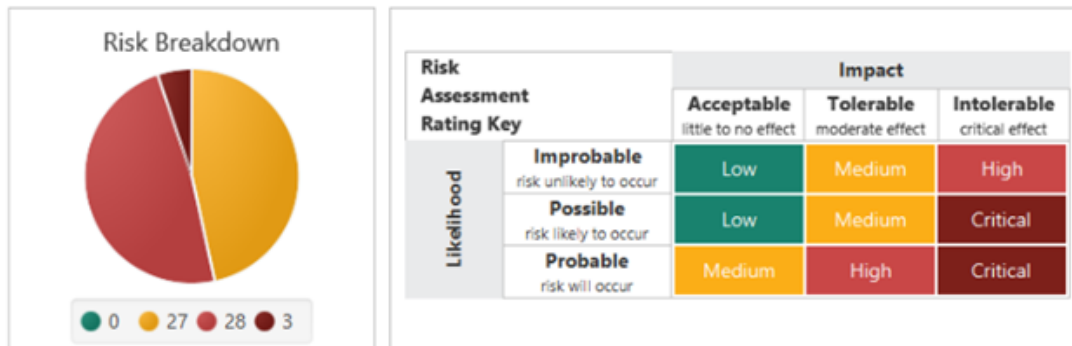 Risk Breakdown
0 27 28 3
Risk
Assessment
Rating Key
Impact
Acceptable
little to no effect
Tolerable
moderate effect
Intolerable
critical effect
Likelihood
Improbable
risk unlikely to occur
Low
Medium
High
Possible
risk likely to occur
Low
Medium
Critical
Probable
risk will occur
Medium
High
Critical